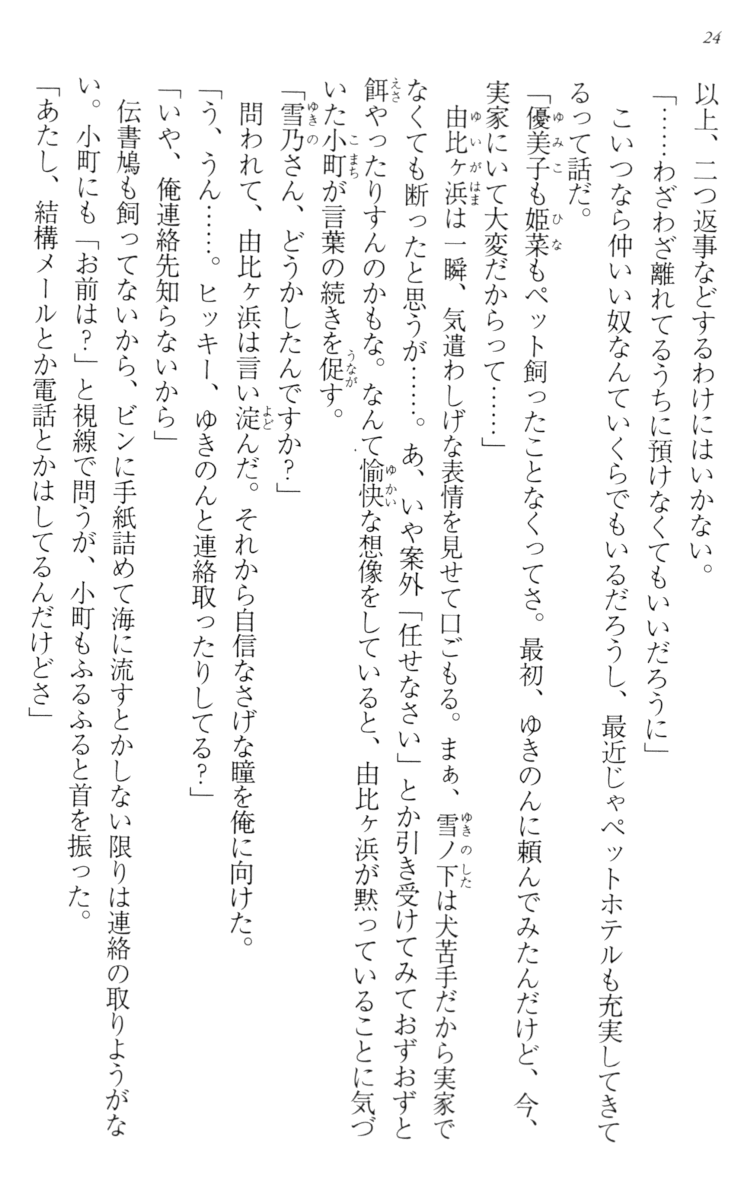 24
以上、二つ返事などするわけにはいかない。
「……わざわざ離れてるうちに預けなくてもいいだろうに」
こいつなら仲いい奴なんていくらでもいるだろうし、最近じゃペットホテルも充実してきて
るって話だ。
「優美子も姫菜もペット飼ったことなくってさ。最初、ゆきのんに頼んでみたんだけど、今、
実家にいて大変だからって……」
由比ヶ浜は一瞬、気遣わしげな表情を見せて口ごもる。まぁ、雪ノ下は犬苦手だから実家で
なくても断ったと思うが……。あ、いや案外「任せなさい」とか引き受けてみておずおずと
餌やったりすんのかもな。なんて愉快な想像をしていると、由比ヶ浜が黙っていることに気づ
いた小町が言葉の続きを促す。
「雪乃さん、どうかしたんですか？」
問われて、由比ヶ浜は言い淀んだ。それから自信なさげな瞳を俺に向けた。
「う、うん……。ヒッキー、ゆきのんと連絡取ったりしてる？」
「いや、俺連絡先知らないから」
伝書鳩も飼ってないから、ビンに手紙詰めて海に流すとかしない限りは連絡の取りようがな
い。小町にも「お前は？」と視線で問うが、小町もふるふると首を振った。
「あたし、結構メールとか電話とかはしてるんだけどさ」